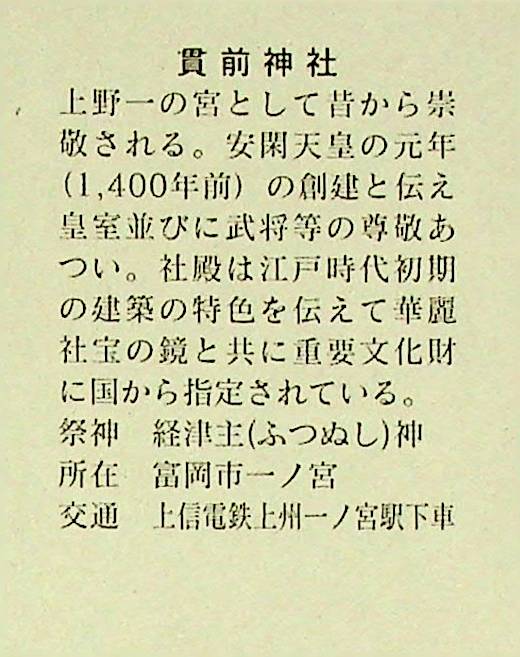 貫前神社
上野一の宮として昔から崇
敬される。安閑天皇の元年
(1,400年前) の創建と伝え
皇室並びに武将等の尊敬あ
つい。社殿は江戸時代初期
の建築の特色を伝えて華麗
社宝の鏡と共に重要文化財
に国から指定されている。
祭神 経津主(ふつぬし)神
所在 富岡市一ノ宮
交通 上信電鉄上州一ノ宮駅下車